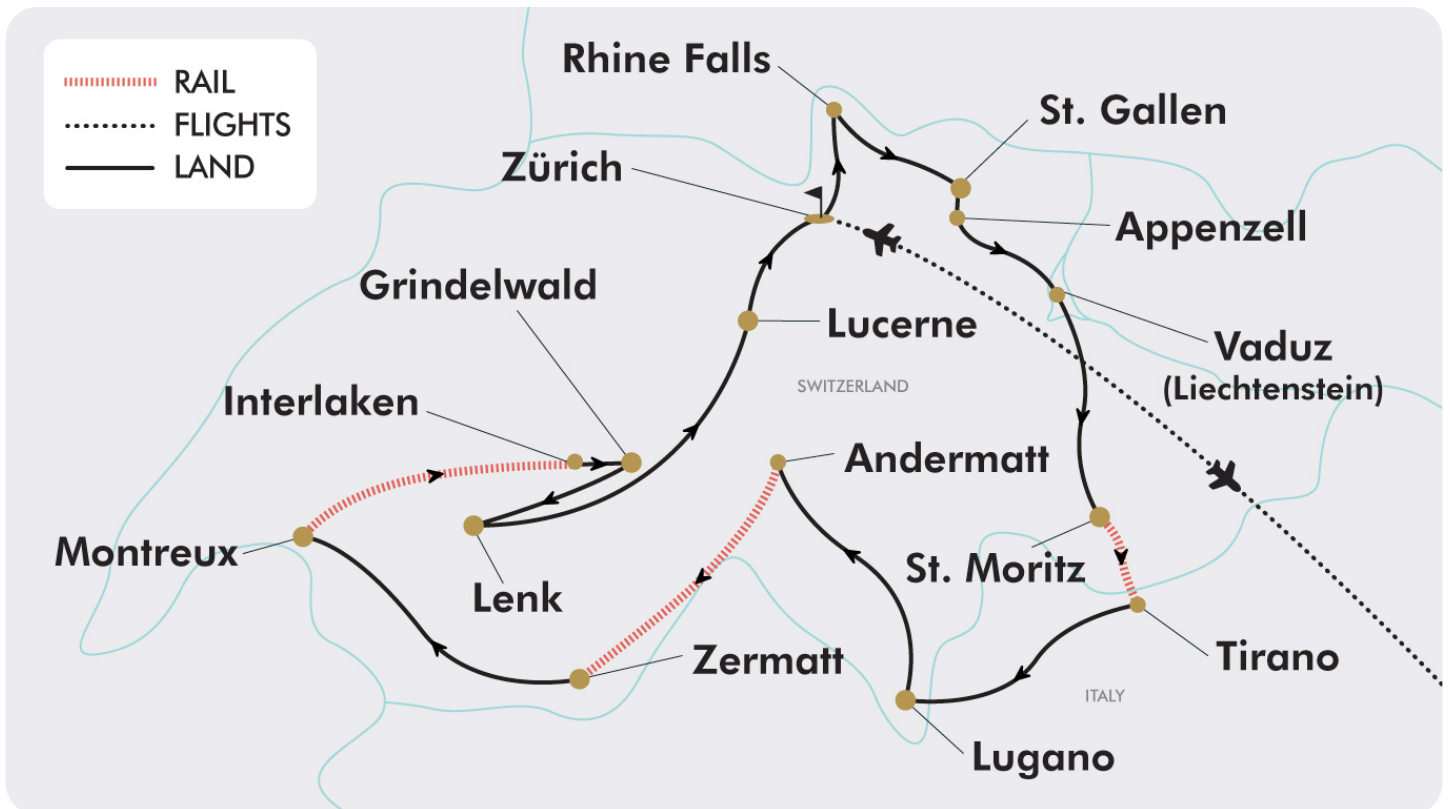 RAIL
FLIGHTS
LAND
Rhine Falls
St. Gallen
Zürich
Appenzell
Grindelwald
Lucerne
Vaduz
(Liechtenstein)
SWITZERLAND
Interlaken
Andermatt
Montreux
St. Moritz
Lenk
Zermatt
Tirano
ITALY
Lugano